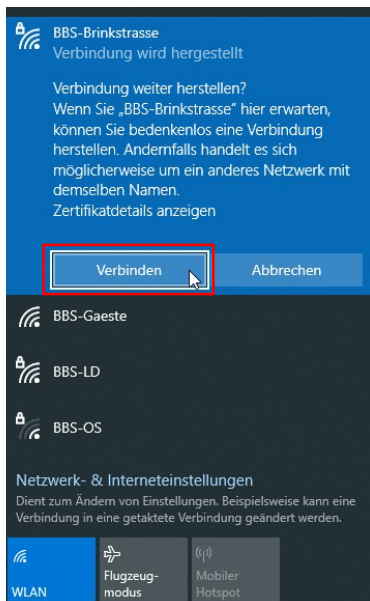 BBS-Brinkstrasse
Verbindung wird hergestellt
Verbindung weiter herstellen?
Wenn Sie „BBS-Brinkstrasse" hier erwarten,
können Sie bedenkenlos eine Verbindung
herstellen. Andernfalls handelt es sich
möglicherweise um ein anderes Netzwerk mit
demselben Namen.
Zertifikatdetails anzeigen
Verbinden
Abbrechen
BBS-Gaeste
BBS-LD
BBS-OS
Netzwerk- & Interneteinstellungen
Dient zum Ändern von Einstellungen. Beispielsweise kann eine
Verbindung in eine getaktete Verbindung geändert werden.
WLAN
Flugzeug-
modus
Mobiler
Hotspot